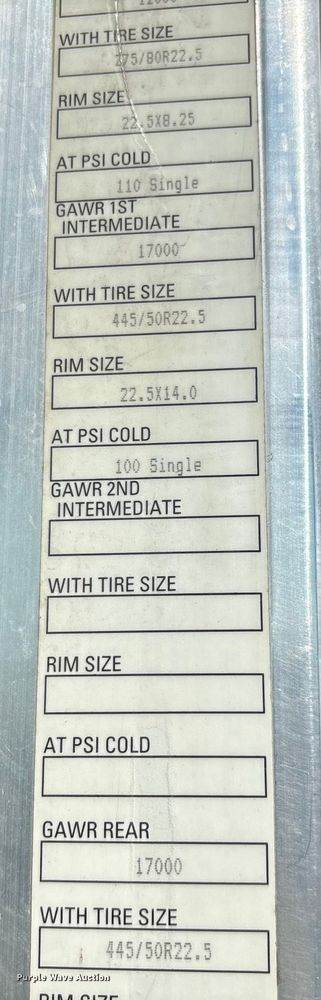 WITH TIRE SIZE
275/80R22.5
RIM SIZE
22.5X8.25
AT PSI COLD
110 Single
GAWR 1ST
INTERMEDIATE
17000
WITH TIRE SIZE
445/50R22.5
RIM SIZE
22.5X14.0
AT PSI COLD
100 Single
GAWR 2ND
INTERMEDIATE
WITH TIRE SIZE
RIM SIZE
AT PSI COLD
GAWR REAR
17000
WITH TIRE SIZE
445/50R22.5
Purple Wave Auction
RIM SIZE